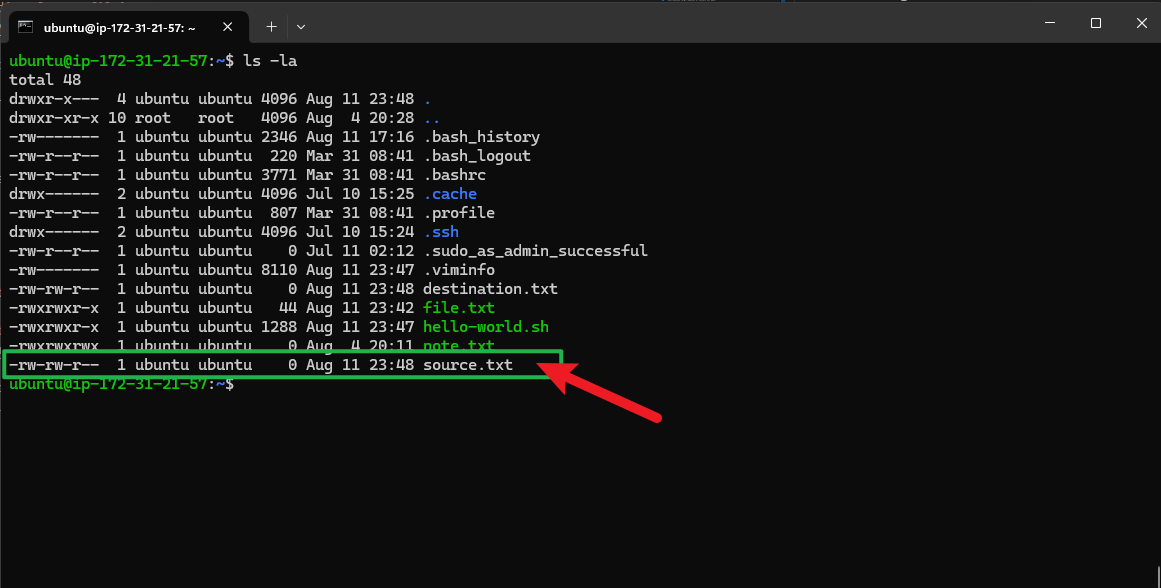 ubuntu@ip-172-31-21-57: ~
ubuntu@ip-172-31-21-57:~$ ls -la
total 48
drwxr-x---  4 ubuntu ubuntu 4096 Aug 11 23:48 .
drwxr-xr-x 10 root   root   4096 Aug  4 20:28 ..
-rw-------  1 ubuntu ubuntu 2346 Aug 11 17:16 .bash_history
-rw-r--r--  1 ubuntu ubuntu  220 Mar 31 08:41 .bash_logout
-rw-r--r--  1 ubuntu ubuntu 3771 Mar 31 08:41 .bashrc
drwx------  2 ubuntu ubuntu 4096 Jul 10 15:25 .cache
-rw-r--r--  1 ubuntu ubuntu  807 Mar 31 08:41 .profile
drwx------  2 ubuntu ubuntu 4096 Jul 10 15:24 .ssh
-rw-r--r--  1 ubuntu ubuntu    0 Jul 11 02:12 .sudo_as_admin_successful
-rw-------  1 ubuntu ubuntu 8110 Aug 11 23:47 .viminfo
-rw-rw-r--  1 ubuntu ubuntu    0 Aug 11 23:48 destination.txt
-rwxrwxr-x  1 ubuntu ubuntu   44 Aug 11 23:42 file.txt
-rwxrwxr-x  1 ubuntu ubuntu 1288 Aug 11 23:47 hello-world.sh
-rwxrwxrwx  1 ubuntu ubuntu    0 Aug  4 20:11 note.txt
-rw-rw-r--  1 ubuntu ubuntu    0 Aug 11 23:48 source.txt
ubuntu@ip-172-31-21-57:~$